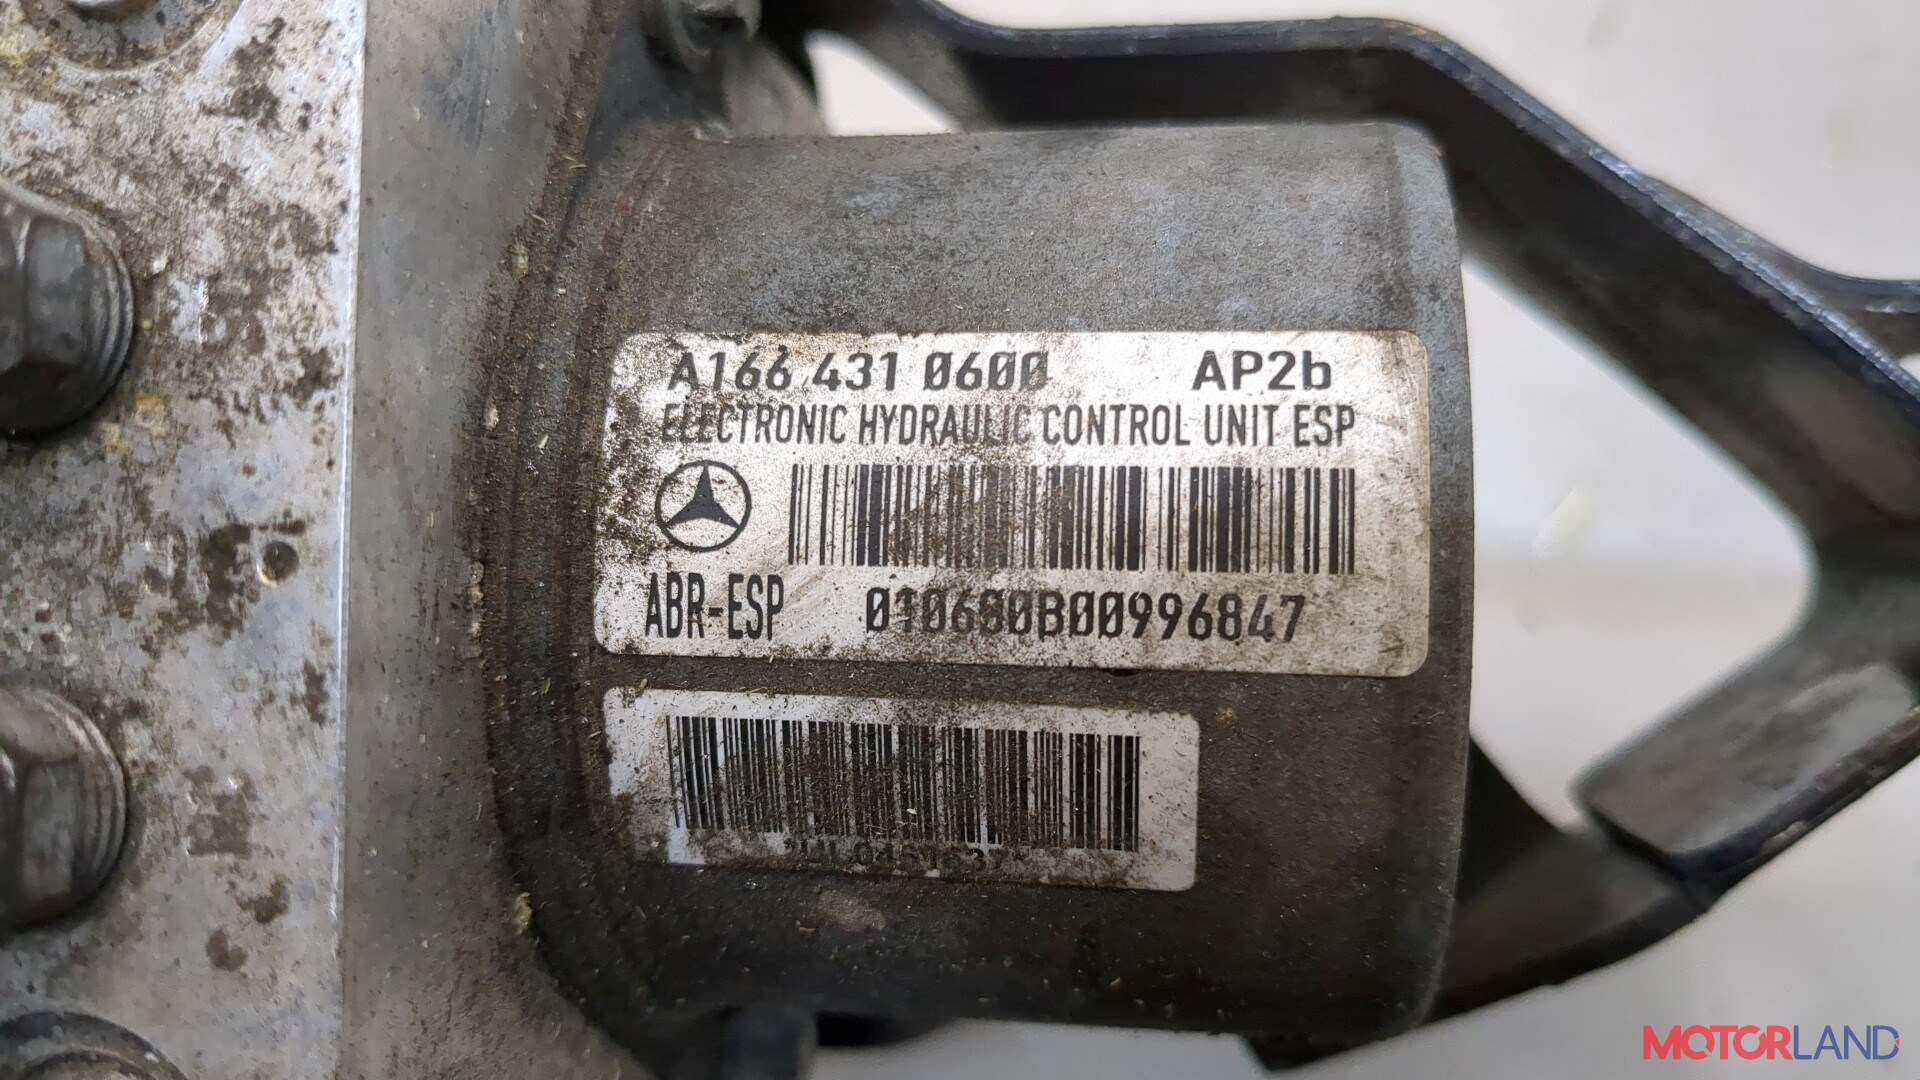 A166 431 0600 AP2b
ELECTRONIC HYDRAULIC CONTROL UNIT ESP
ABR-ESP 010600B00996847
MOTORLAND